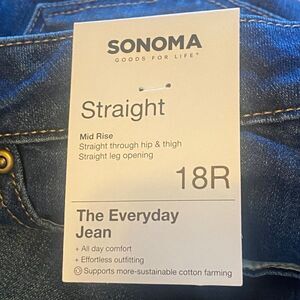 SONOMA
GOODS FOR LIFE®
Straight
Mid Rise
Straight through hip & thigh
Straight leg opening
18R
The Everyday
Jean
+ All day comfort
+ Effortless outfitting
Supports more-sustainable cotton farming